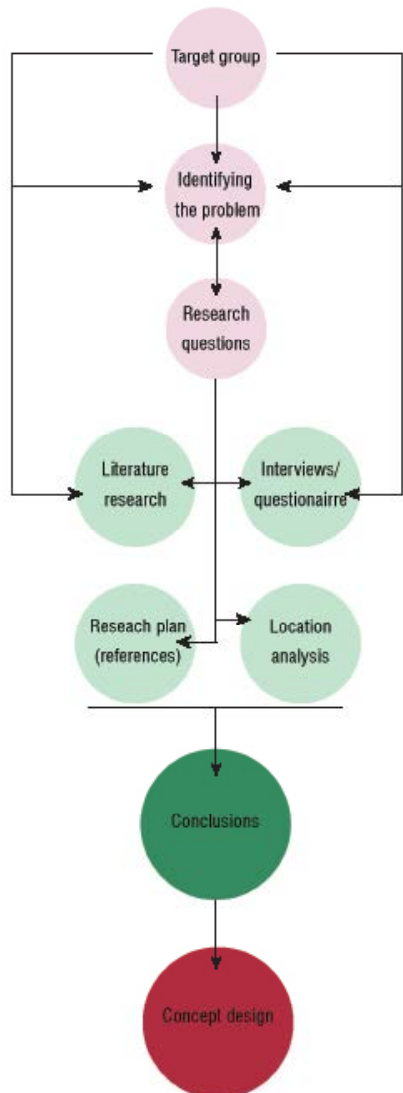 Target group
Identifying
the problem
Research
questions
Literature
research
Interviews/
questionairre
Reseach plan
(references)
Location
analysis
Conclusions
Concept design